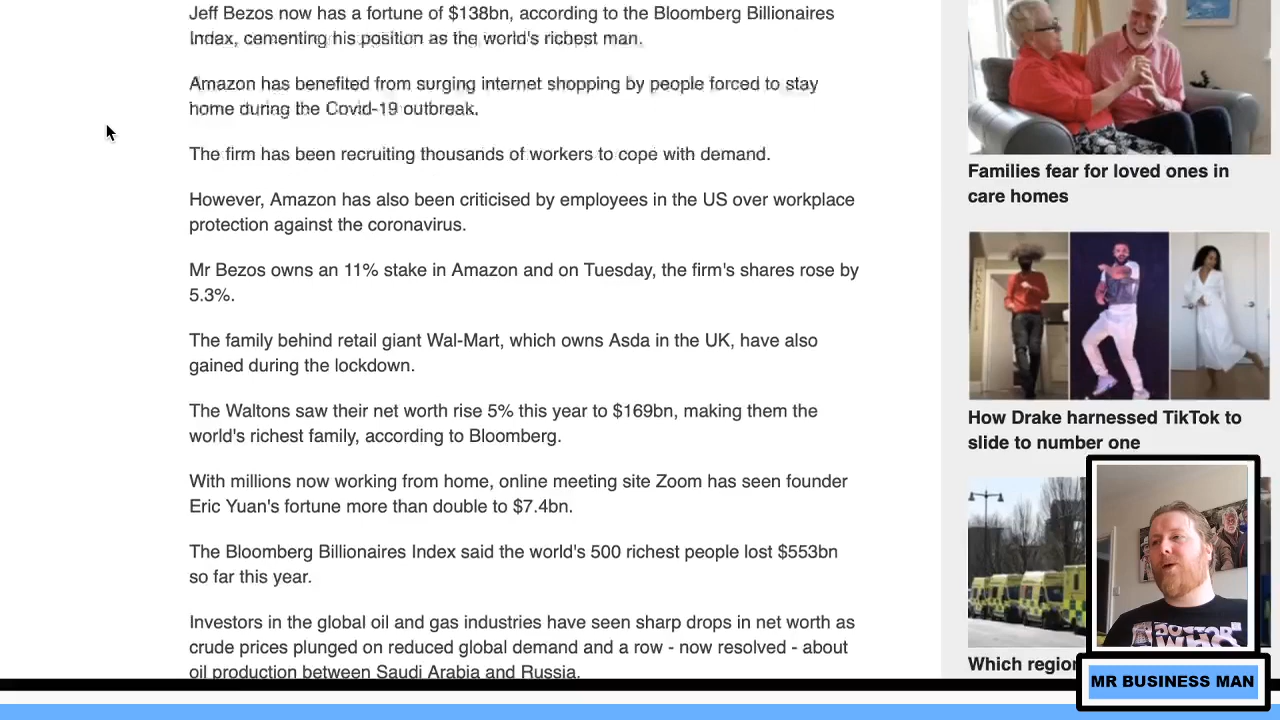 Jeff Bezos now has a fortune of $138bn, according to the Bloomberg Billionaires
Index, cementing his position as the world's richest man.
Amazon has benefited from surging internet shopping by people forced to stay
home during the Covid-19 outbreak.
The firm has been recruiting thousands of workers to cope with demand.
However, Amazon has also been criticised by employees in the US over workplace
protection against the coronavirus.
Mr Bezos owns an 11% stake in Amazon and on Tuesday, the firm's shares rose by
5.3%.
The family behind retail giant Wal-Mart, which owns Asda in the UK, have also
gained during the lockdown.
The Waltons saw their net worth rise 5% this year to $169bn, making them the
world's richest family, according to Bloomberg.
With millions now working from home, online meeting site Zoom has seen founder
Eric Yuan's fortune more than double to $7.4bn.
The Bloomberg Billionaires Index said the world's 500 richest people lost $553bn
so far this year.
Investors in the global oil and gas industries have seen sharp drops in net worth as
crude prices plunged on reduced global demand and a row - now resolved - about
oil production between Saudi Arabia and Russia.
Families fear for loved ones in
care homes
How Drake harnessed TikTok to
slide to number one
Which
DOCTOR
WHO
MR BUSINESS MAN